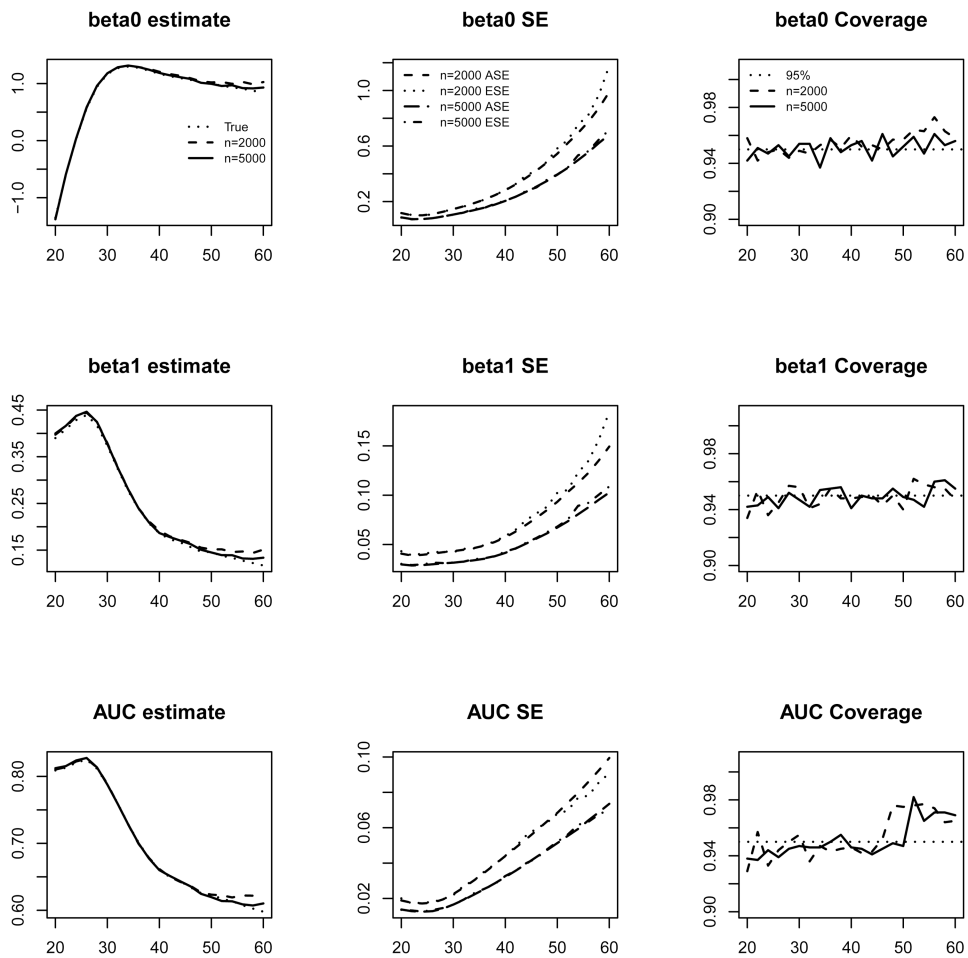 beta0 estimate
1.0
0.0
−1.0
True
n=2000
n=5000
20 30 40 50 60
beta0 SE
1.0
0.6
0.2
n=2000 ASE
n=2000 ESE
n=5000 ASE
n=5000 ESE
20 30 40 50 60
beta0 Coverage
0.98
0.94
0.90
95%
n=2000
n=5000
20 30 40 50 60
beta1 estimate
0.45
0.35
0.25
0.15
20 30 40 50 60
beta1 SE
0.15
0.10
0.05
20 30 40 50 60
beta1 Coverage
0.98
0.94
0.90
20 30 40 50 60
AUC estimate
0.80
0.70
0.60
20 30 40 50 60
AUC SE
0.10
0.06
0.02
20 30 40 50 60
AUC Coverage
0.98
0.94
0.90
20 30 40 50 60